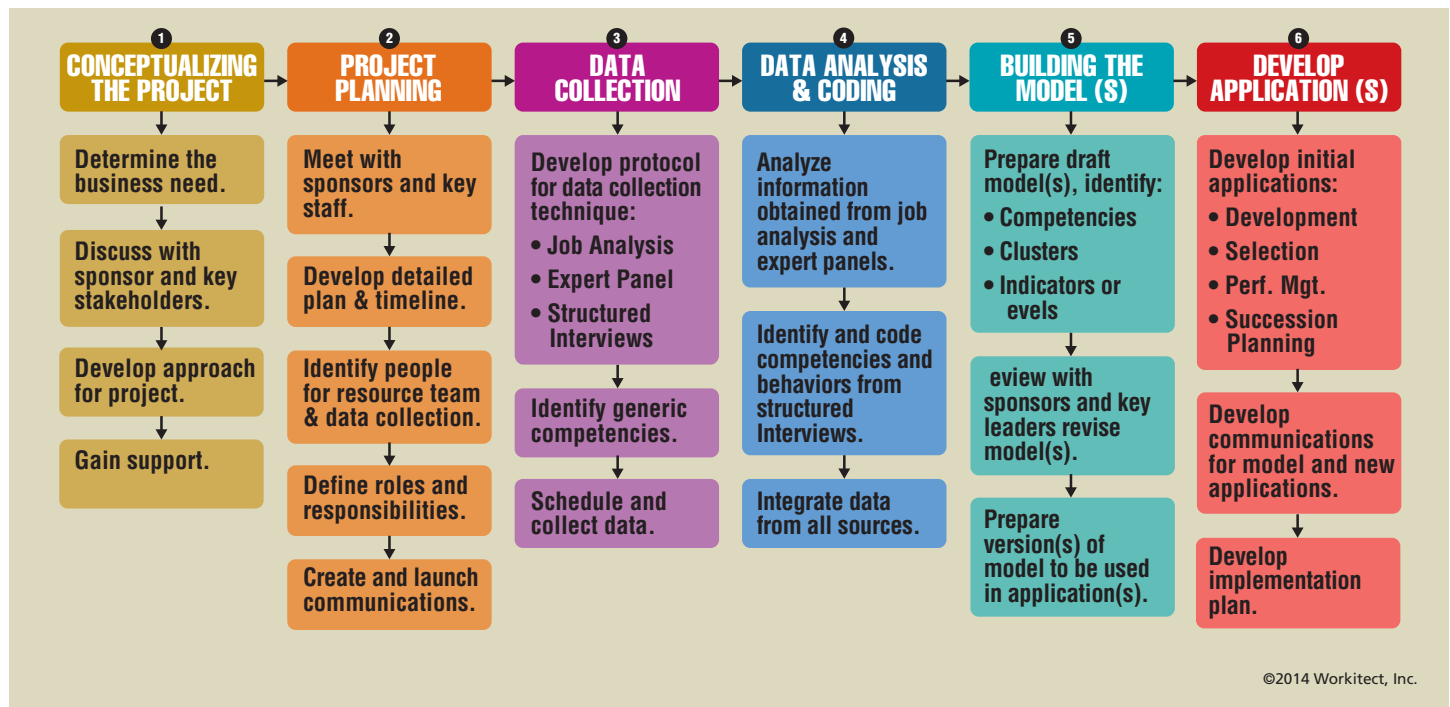 1
CONCEPTUALIZING
THE PROJECT
Determine the
business need.
Discuss with
sponsor and key
stakeholders.
Develop approach
for project.
Gain support.
2
PROJECT
PLANNING
Meet with
sponsors and key
staff.
Develop detailed
plan & timeline.
Identify people
for resource team
& data collection.
Define roles and
responsibilities.
Create and launch
communications.
3
DATA
COLLECTION
Develop protocol
for data collection
technique:
• Job Analysis
• Expert Panel
• Structured
Interviews
Identify generic
competencies.
Schedule and
collect data.
4
DATA ANALYSIS
& CODING
Analyze
information
obtained from job
analysis and
expert panels.
Identify and code
competencies and
behaviors from
structured
Interviews.
Integrate data
from all sources.
5
BUILDING THE
MODEL (S)
Prepare draft
model(s), identify:
• Competencies
• Clusters
• Indicators or
evels
eview with
sponsors and key
leaders revise
model(s).
Prepare
version(s) of
model to be used
in application(s).
6
DEVELOP
APPLICATION (S)
Develop initial
applications:
• Development
• Selection
• Perf. Mgt.
• Succession
Planning
Develop
communications
for model and new
applications.
Develop
implementation
plan.
©2014 Workitect, Inc.